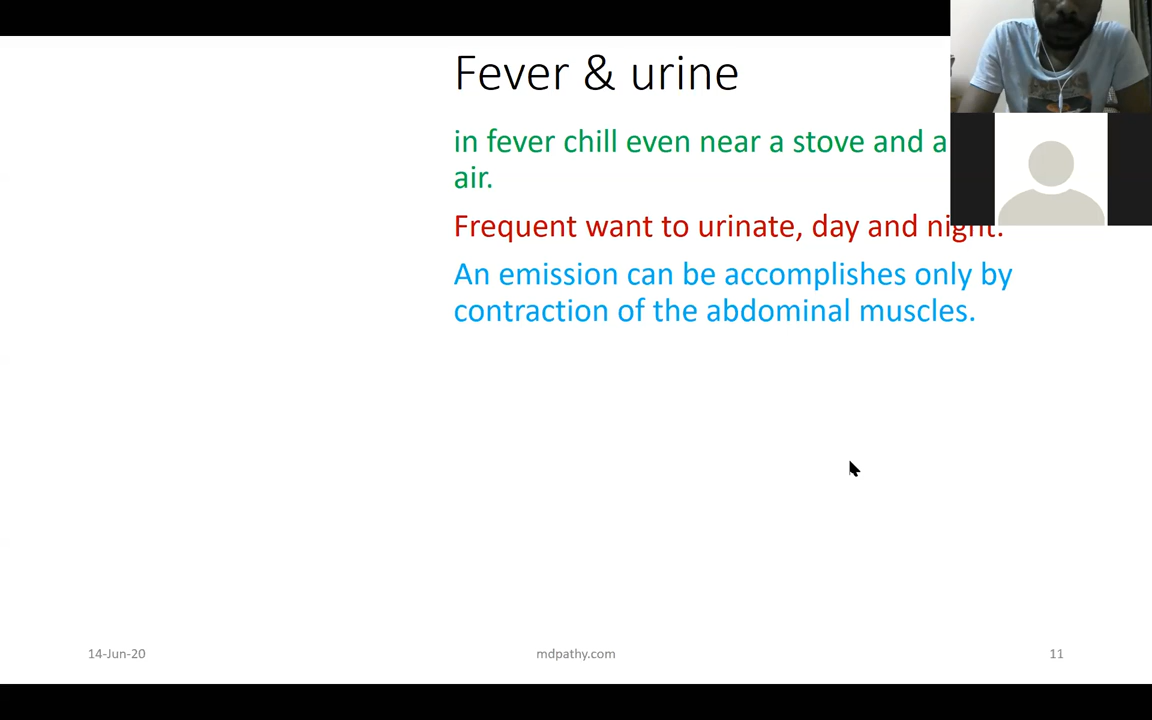 Fever & urine
in fever chill even near a stove and
air.
Frequent want to urinate, day and night.
An emission can be accomplishes only by
contraction of the abdominal muscles.
14-Jun-20
mdpathy.com
11